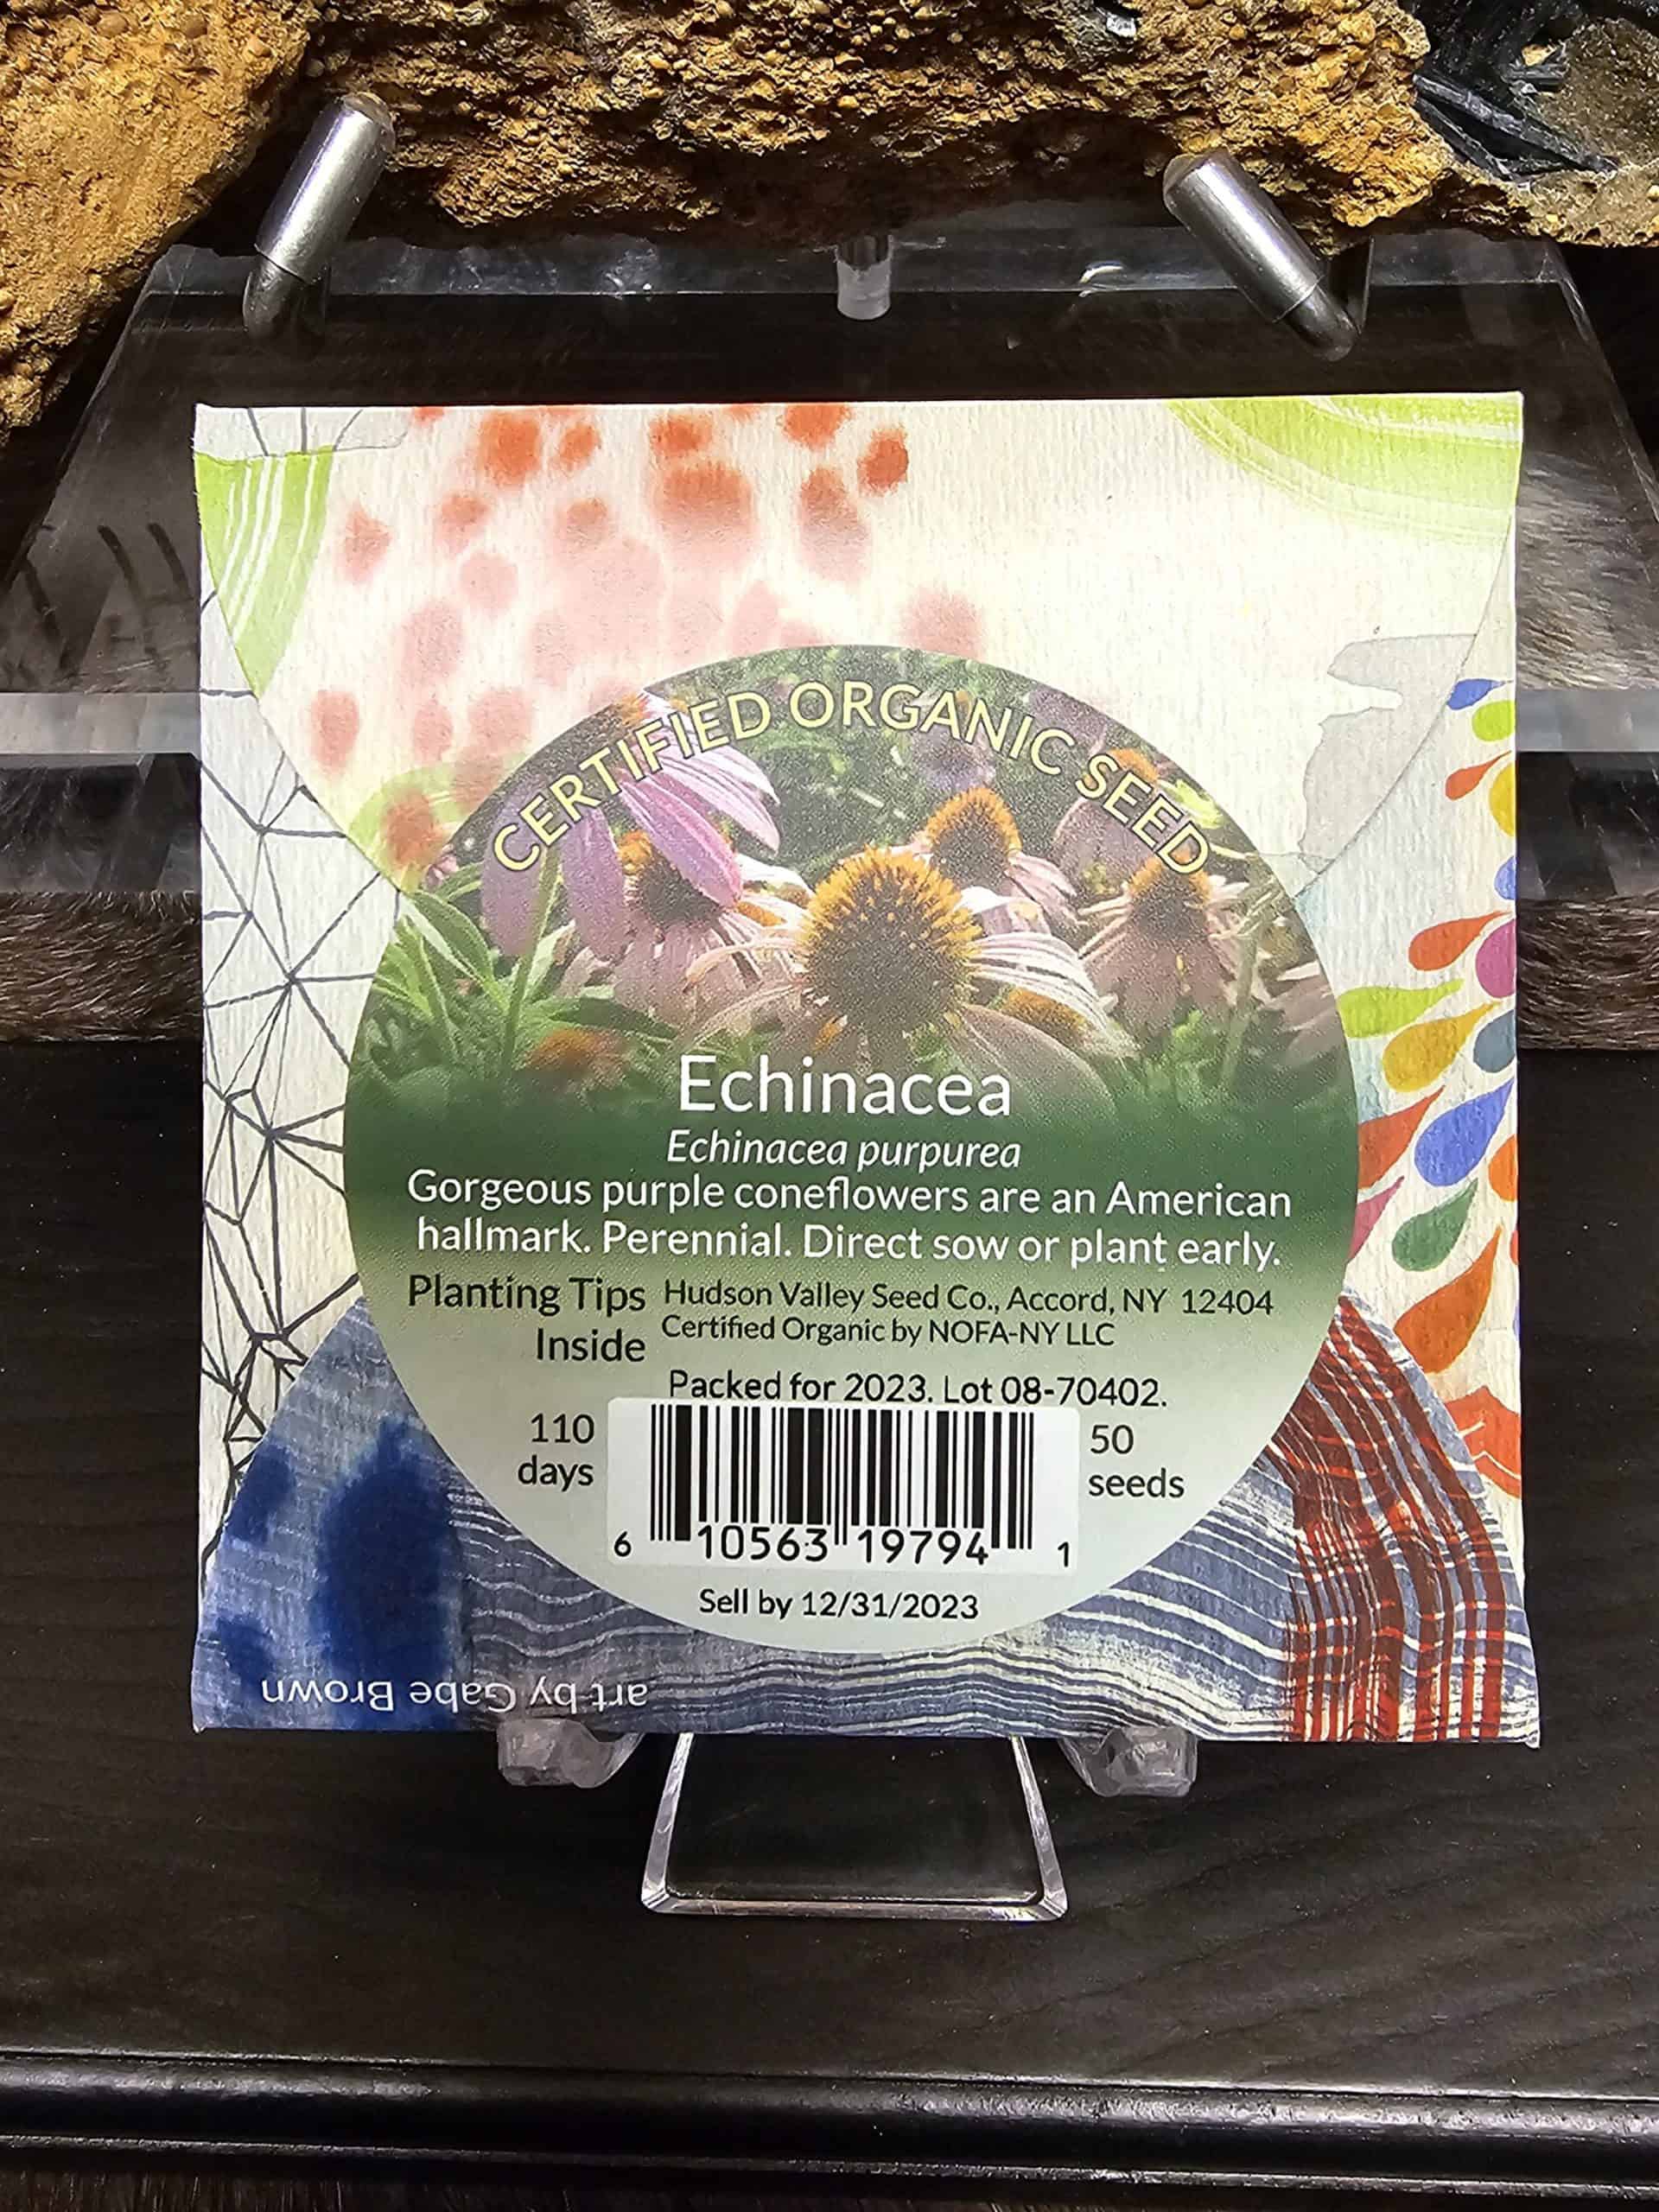 CERTIFIED ORGANIC SEED
Echinacea
Echinacea purpurea
Gorgeous purple coneflowers are an American
hallmark. Perennial. Direct sow or plant early.
Planting Tips
Inside
Hudson Valley Seed Co., Accord, NY 12404
Certified Organic by NOFA-NY LLC
Packed for 2023. Lot 08-70402.
110
days
50
seeds
6 10563 19794 1
Sell by 12/31/2023
art by Gabe Brown